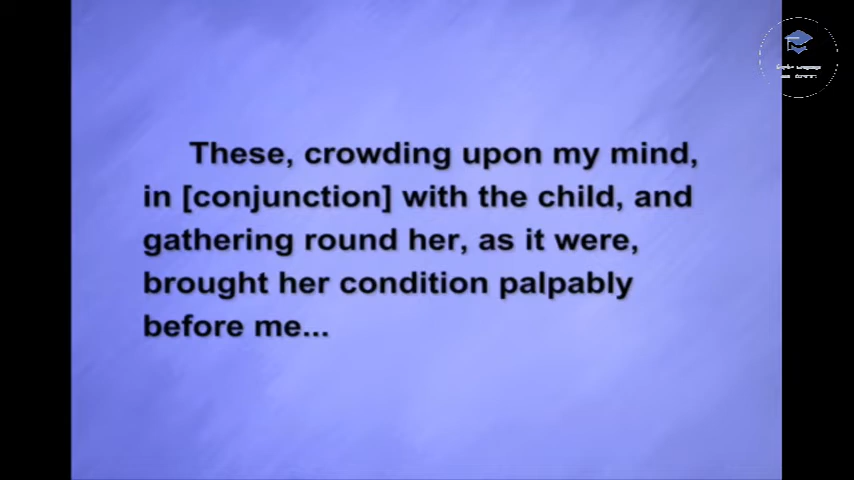 These, crowding upon my mind,
in [conjunction] with the child, and
gathering round her, as it were,
brought her condition palpably
before me...